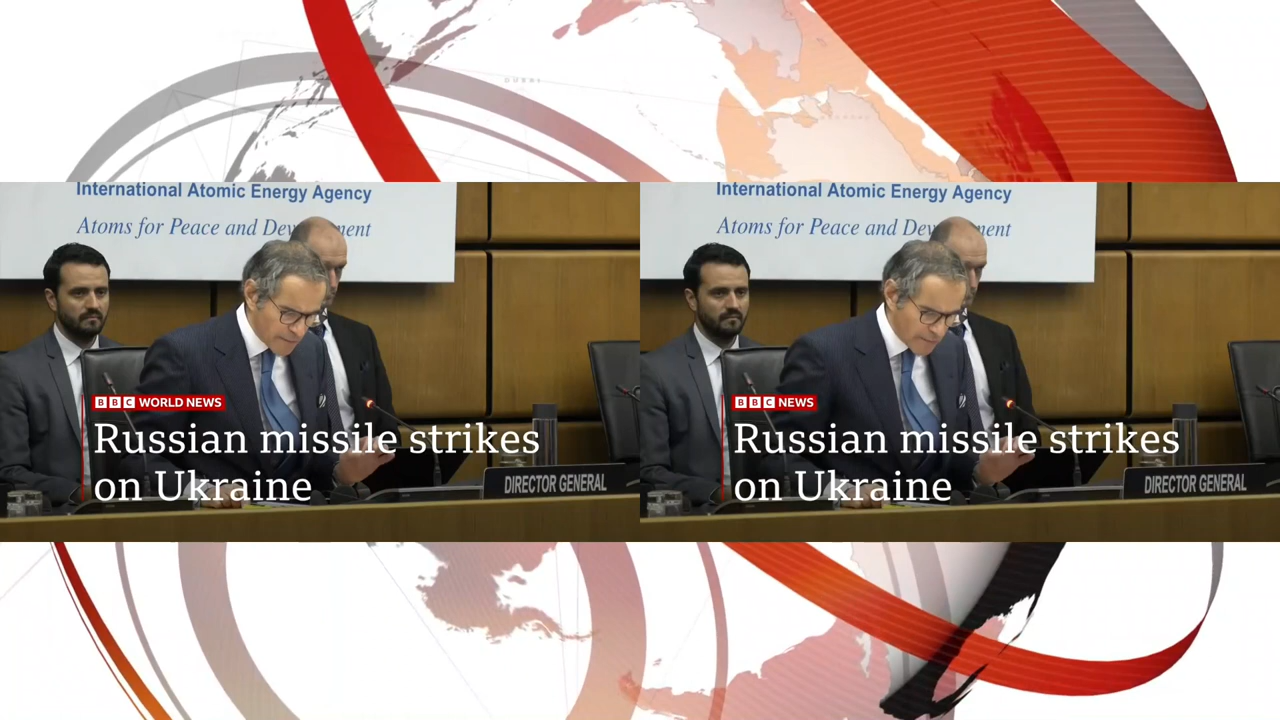 DUBAI
International Atomic Energy Agency
Atoms for Peace and Dev ment
BBC WORLD NEWS
Russian missile strikes
on Ukraine
DIRECTOR GENERAL
International Atomic Energy Agency
Atoms for Peace and Dev ment
BBC NEWS
Russian missile strikes
on Ukraine
DIRECTOR GENERAL